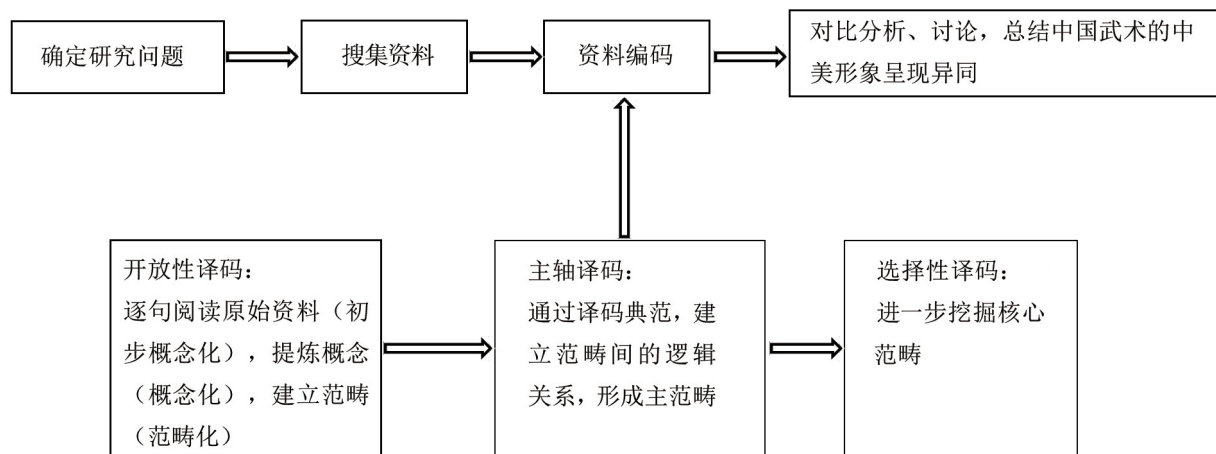 确定研究问题
搜集资料
资料编码
对比分析、讨论，总结中国武术的中
美形象呈现异同
开放性译码：
逐句阅读原始资料（初
步概念化），提炼概念
（概念化），建立范畴
（范畴化）
主轴译码：
通过译码典范，建
立范畴间的逻辑
关系，形成主范畴
选择性译码：
进一步挖掘核心
范畴